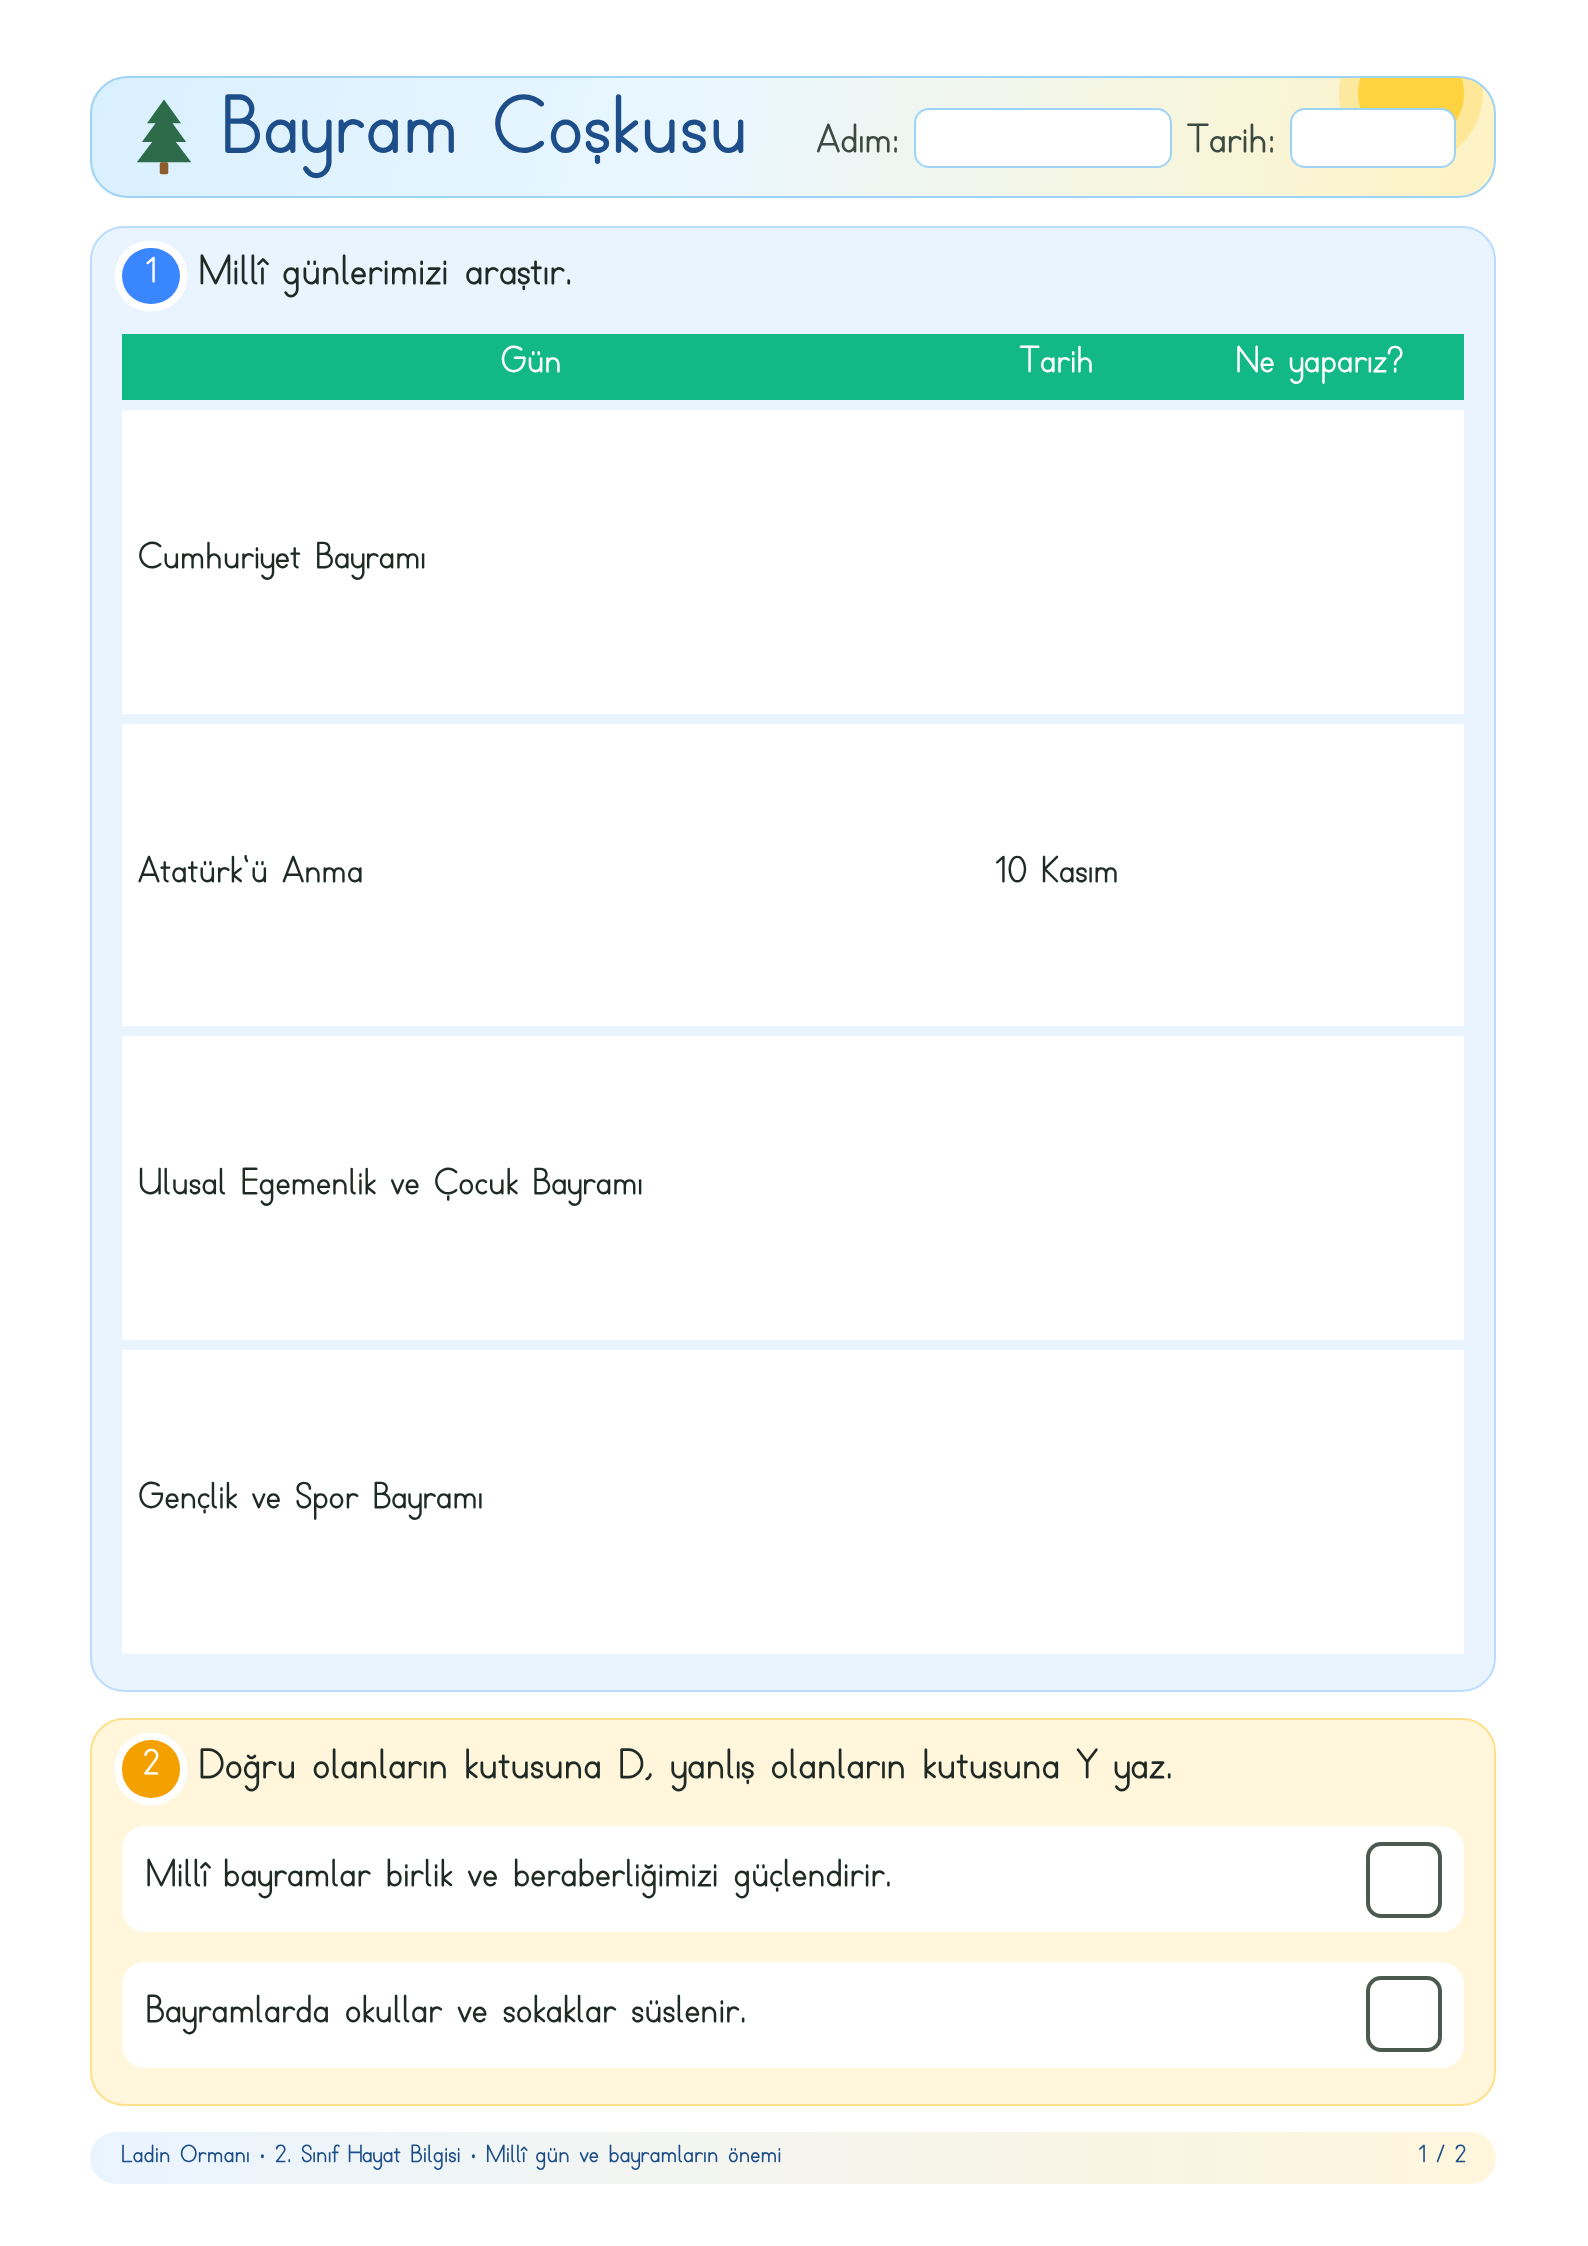 Bayram Coşkusu Adım: Tarih:
1 Millî günlerimizi araştır.
Gün Tarih Ne yaparız?
Cumhuriyet Bayramı
Atatürk'ü Anma 10 Kasım
Ulusal Egemenlik ve Çocuk Bayramı
Gençlik ve Spor Bayramı
2 Doğru olanların kutusuna D, yanlış olanların kutusuna Y yaz.
Millî bayramlar birlik ve beraberliğimizi güçlendirir.
Bayramlarda okullar ve sokaklar süslenir.
Ladin Ormanı • 2. Sınıf Hayat Bilgisi • Millî gün ve bayramların önemi 1 / 2